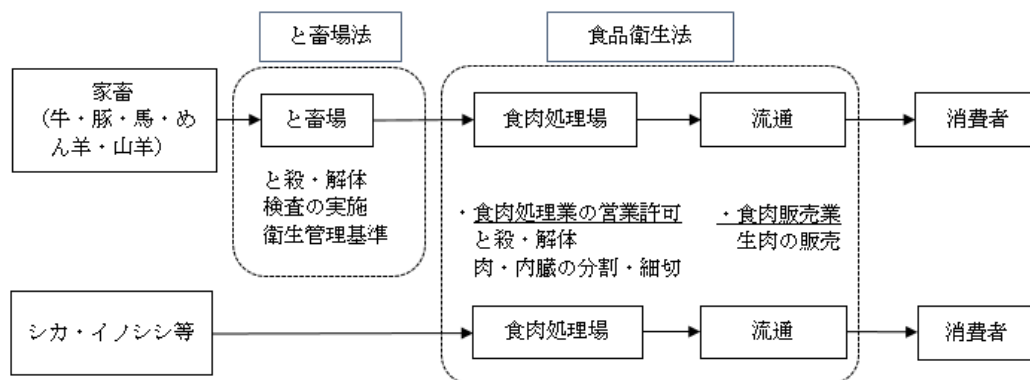 と畜場法
食品衛生法
家畜
（牛・豚・馬・め
ん羊・山羊）
と畜場
食肉処理場
流通
消費者
と殺・解体
検査の実施
衛生管理基準
・食肉処理業の営業許可
と殺・解体
肉・内臓の分割・細切
・食肉販売業
生肉の販売
シカ・イノシシ等
食肉処理場
流通
消費者